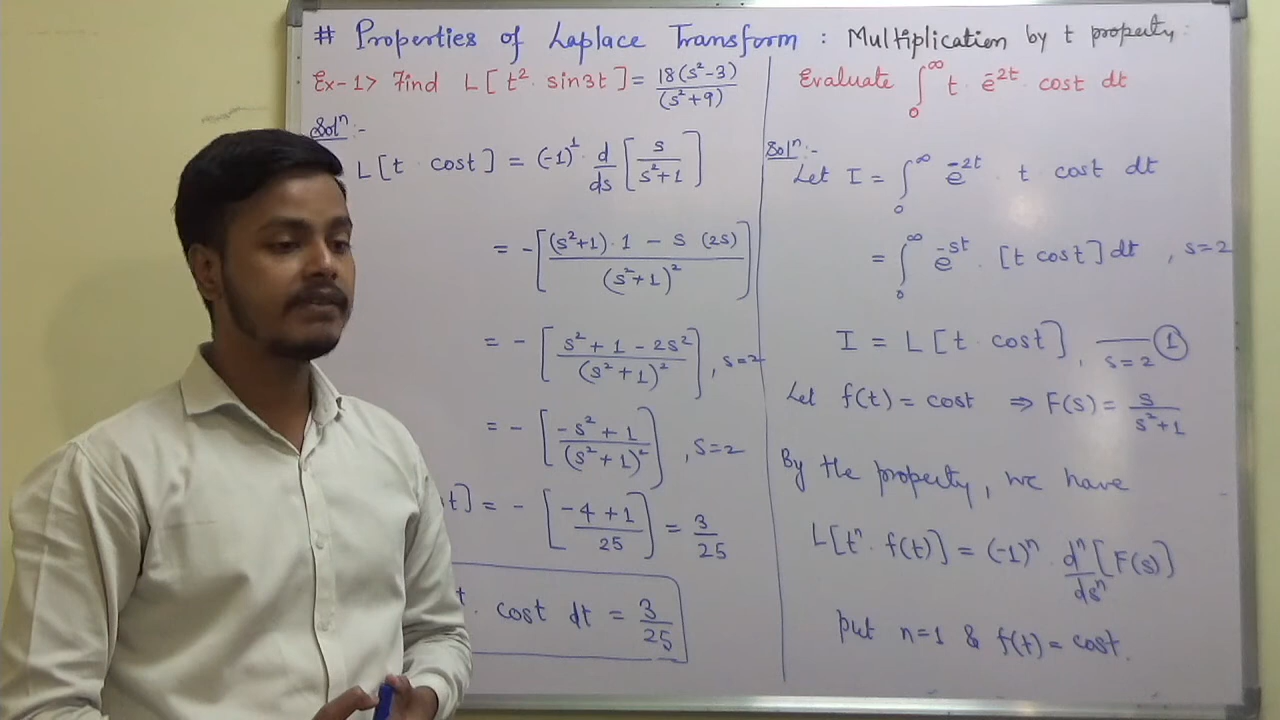 # Properties of Laplace Transform : Multiplication by t property:
Ex-1> Find L[t² · sin3t] = 18(s²-3)/(s²+9)
Solⁿ:-
L[t · cost] = (-1)¹ d/ds [s/(s²+1)]
= -[((s²+1)·1 - s (2s))/(s²+1)²]
= - [(s²+1-2s²)/(s²+1)²], s=2
= - [(-s²+1)/(s²+1)²], s=2
t] = - [(-4+1)/25] = 3/25
t. cost dt = 3/25
Evaluate ∫₀^∞ t · e^-2t · cost dt
Solⁿ:-
Let I = ∫₀^∞ e^-2t · t cost dt
= ∫₀^∞ e^-st · [t cost] dt , s=2
I = L[t · cost], s=2 —— ①
Let f(t) = cost ⇒ F(s) = s/(s²+1)
By the property, we have
L[tⁿ · f(t)] = (-1)ⁿ · dⁿ/dsⁿ [F(s)]
put n=1 & f(t) = cost.